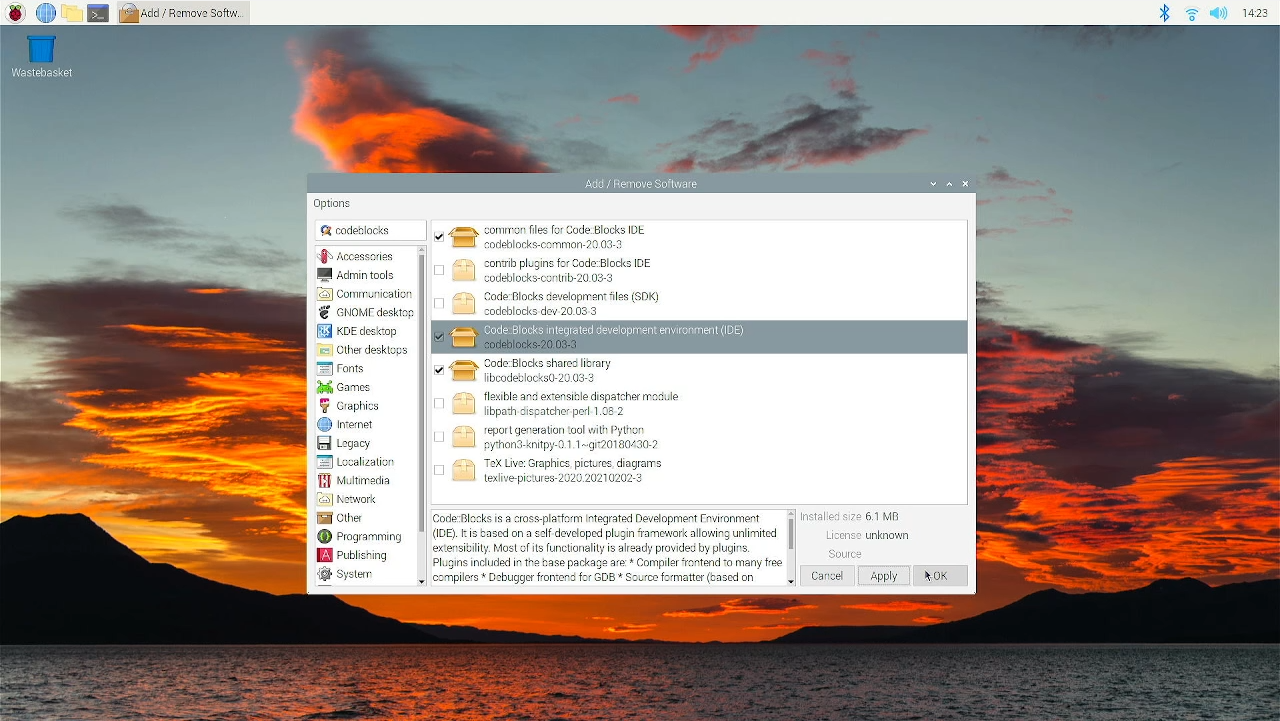 Add / Remove Softw...
14:23
Wastebasket
Add / Remove Software
Options
codeblocks
Accessories
Admin tools
Communication
GNOME desktop
KDE desktop
Other desktops
Fonts
Games
Graphics
Internet
Legacy
Localization
Multimedia
Network
Other
Programming
Publishing
System
common files for Code::Blocks IDE
codeblocks-common-20.03-3
contrib plugins for Code::Blocks IDE
codeblocks-contrib-20.03-3
Code::Blocks development files (SDK)
codeblocks-dev-20.03-3
Code::Blocks integrated development environment (IDE)
codeblocks-20.03-3
Code::Blocks shared library
libcodeblocks0-20.03-3
flexible and extensible dispatcher module
libpath-dispatcher-perl-1.08-2
report generation tool with Python
python3-knitpy-0.1.1~git20180430-2
TeX Live: Graphics, pictures, diagrams
texlive-pictures-2020.20210202-3
Code::Blocks is a cross-platform Integrated Development Environment
(IDE). It is based on a self-developed plugin framework allowing unlimited
extensibility. Most of its functionality is already provided by plugins.
Plugins included in the base package are: * Compiler frontend to many free
compilers * Debugger frontend for GDB * Source formatter (based on
Installed size 6.1 MB
License unknown
Source
Cancel
Apply
OK